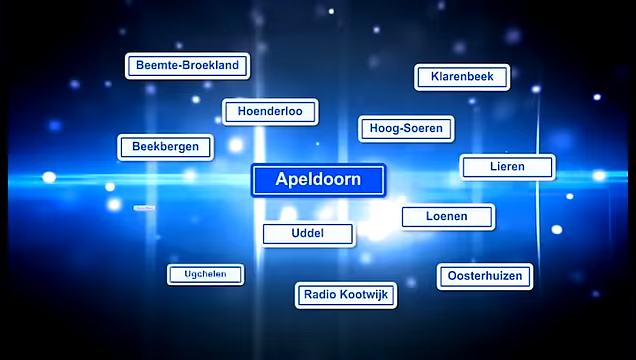 Beemte-Broekland
Klarenbeek
Hoenderloo
Hoog-Soeren
Beekbergen
Lieren
Apeldoorn
Loenen
Uddel
Ugchelen
Oosterhuizen
Radio Kootwijk